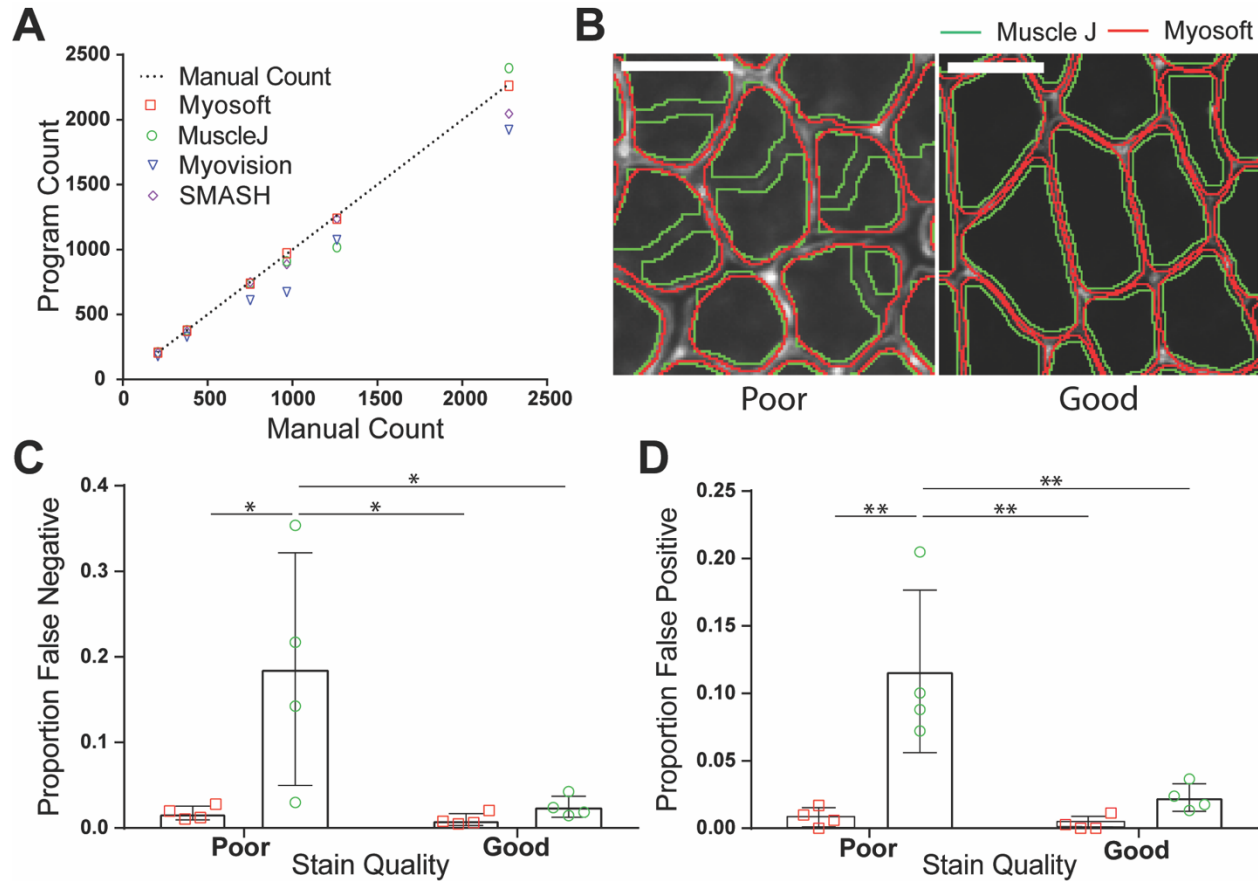 A
Program Count
2500
2000
1500
1000
500
0
Manual Count
Myosoft
MuscleJ
Myovision
SMASH
0 500 1000 1500 2000 2500
Manual Count
B
Muscle J Myosoft
Poor Good
C
Proportion False Negative
0.4
0.3
0.2
0.1
0.0
* * *
Poor Good
Stain Quality
D
Proportion False Positive
0.25
0.20
0.15
0.10
0.05
0.00
** ** **
Poor Good
Stain Quality